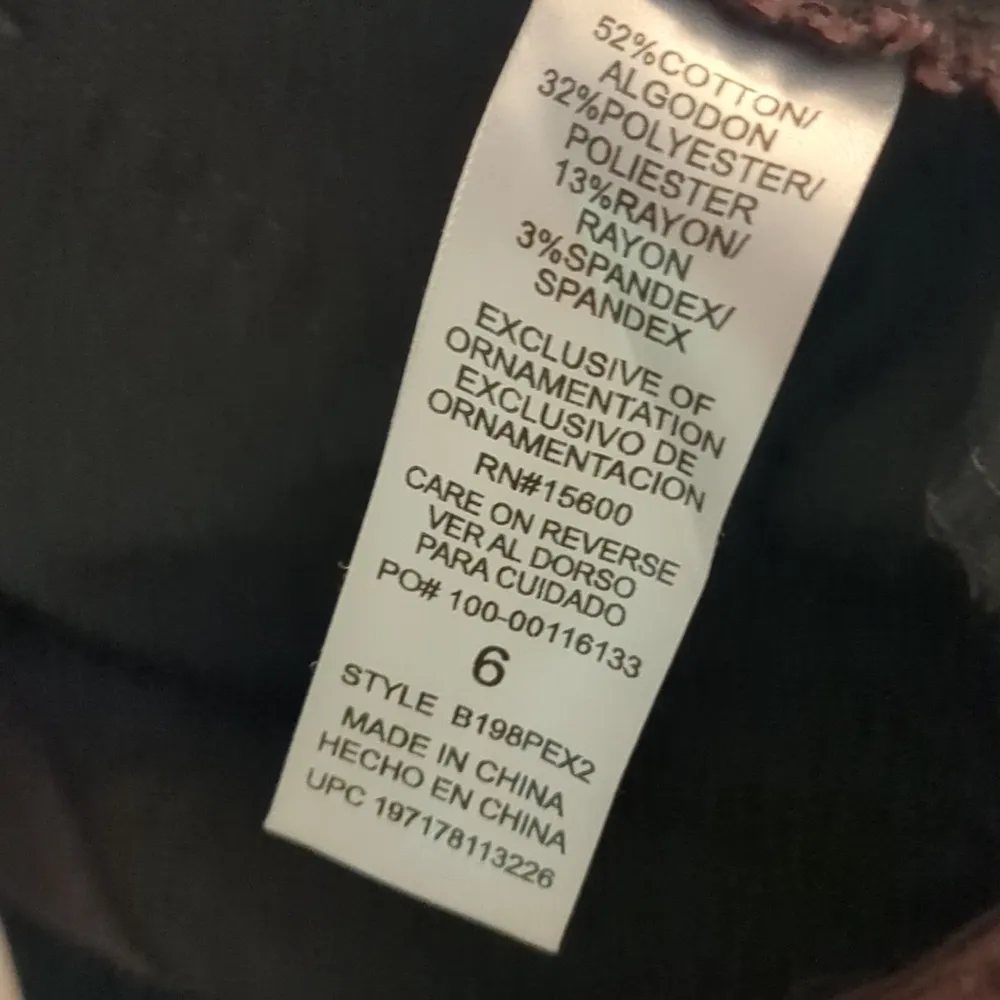 52%COTTON/
ALGODON
32%POLYESTER/
POLIESTER
13%RAYON/
RAYON
3%SPANDEX/
SPANDEX
EXCLUSIVE OF
ORNAMENTATION
EXCLUSIVO DE
ORNAMENTACION
RN#15600
CARE ON REVERSE
VER AL DORSO
PARA CUIDADO
PO# 100-00116133
6
STYLE B198PEX2
MADE IN CHINA
HECHO EN CHINA
UPC 197178113226